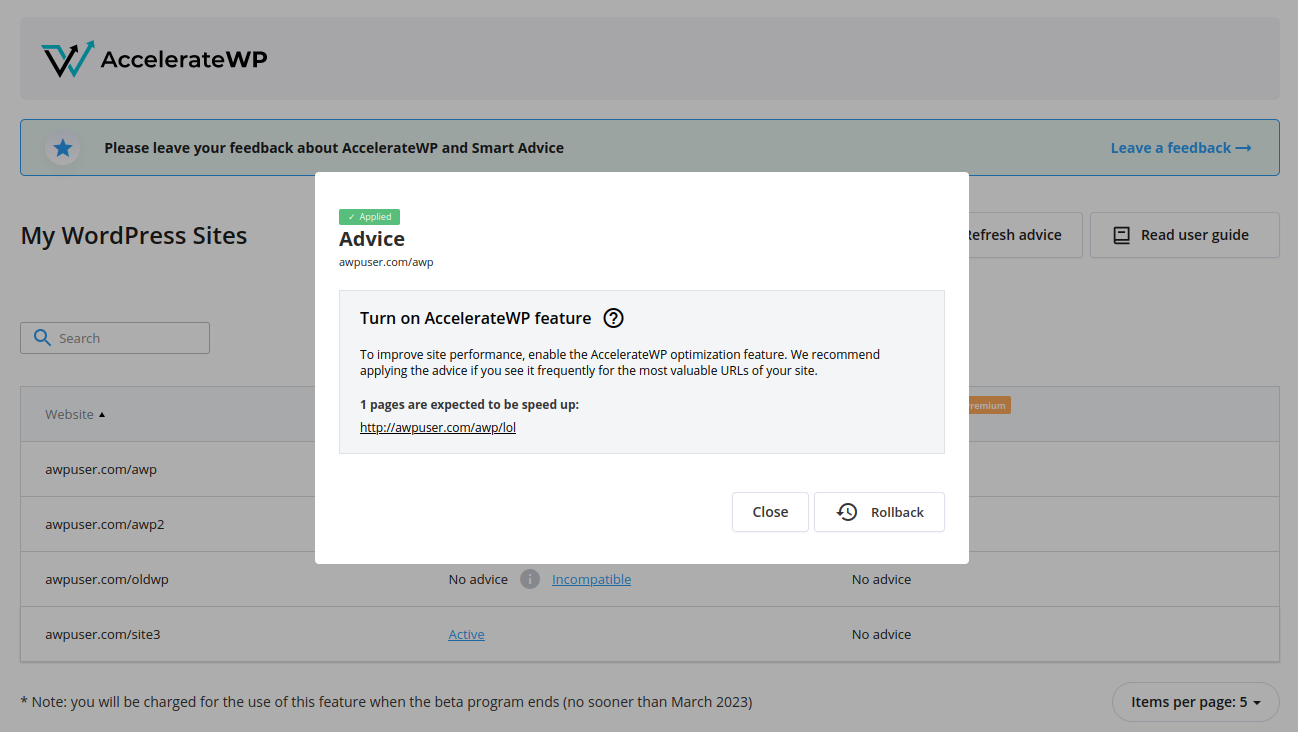 AccelerateWP
Please leave your feedback about AccelerateWP and Smart Advice
Leave a feedback →
My WordPress Sites
Refresh advice
Read user guide
✓ Applied
Advice
awpuser.com/awp
Turn on AccelerateWP feature
To improve site performance, enable the AccelerateWP optimization feature. We recommend
applying the advice if you see it frequently for the most valuable URLs of your site.
1 pages are expected to be speed up:
http://awpuser.com/awp/lol
Close
Rollback
Search
Website
remium
awpuser.com/awp
awpuser.com/awp2
awpuser.com/oldwp
No advice
Incompatible
No advice
awpuser.com/site3
Active
No advice
* Note: you will be charged for the use of this feature when the beta program ends (no sooner than March 2023)
Items per page: 5